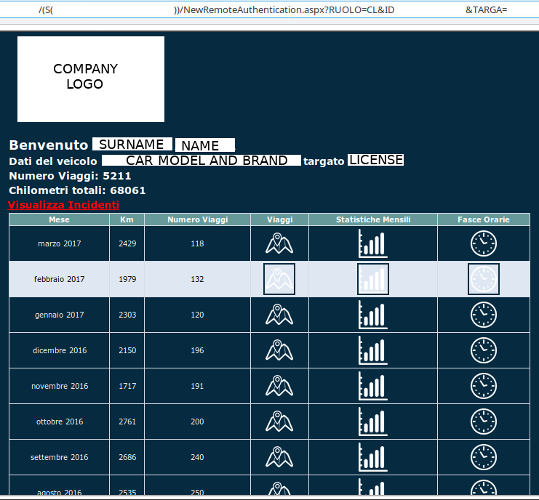 /(S( ))/NewRemoteAuthentication.aspx?RUOLO=CL&ID &TARGA=
COMPANY
LOGO
Benvenuto SURNAME NAME
Dati del veicolo CAR MODEL AND BRAND targato LICENSE
Numero Viaggi: 5211
Chilometri totali: 68061
Visualizza Incidenti
Mese Km Numero Viaggi Viaggi Statistiche Mensili Fasce Orarie
marzo 2017 2429 118
febbraio 2017 1979 132
gennaio 2017 2303 120
dicembre 2016 2150 196
novembre 2016 1717 191
ottobre 2016 2761 200
settembre 2016 2686 240
agosto 2016 2535 250